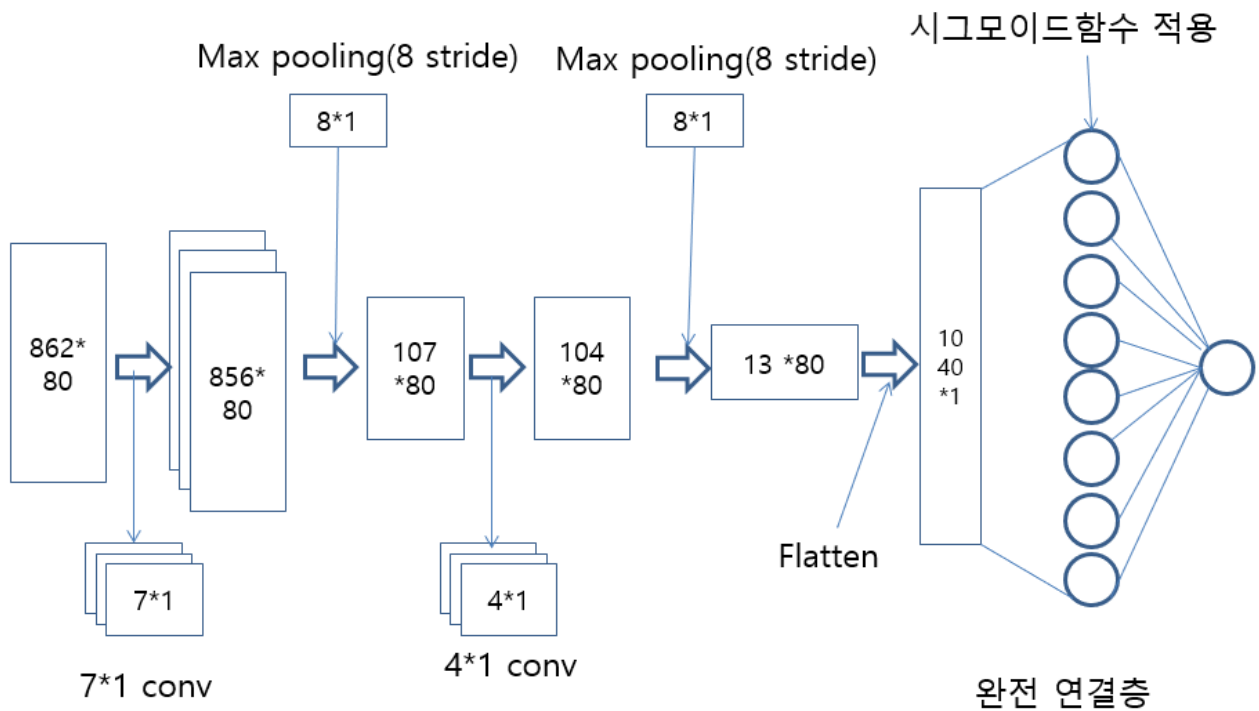 시그모이드함수 적용
Max pooling(8 stride)
Max pooling(8 stride)
8*1
8*1
862*
80
856*
80
107
*80
104
*80
13 *80
10
40
*1
Flatten
7*1
4*1
7*1 conv
4*1 conv
완전 연결층